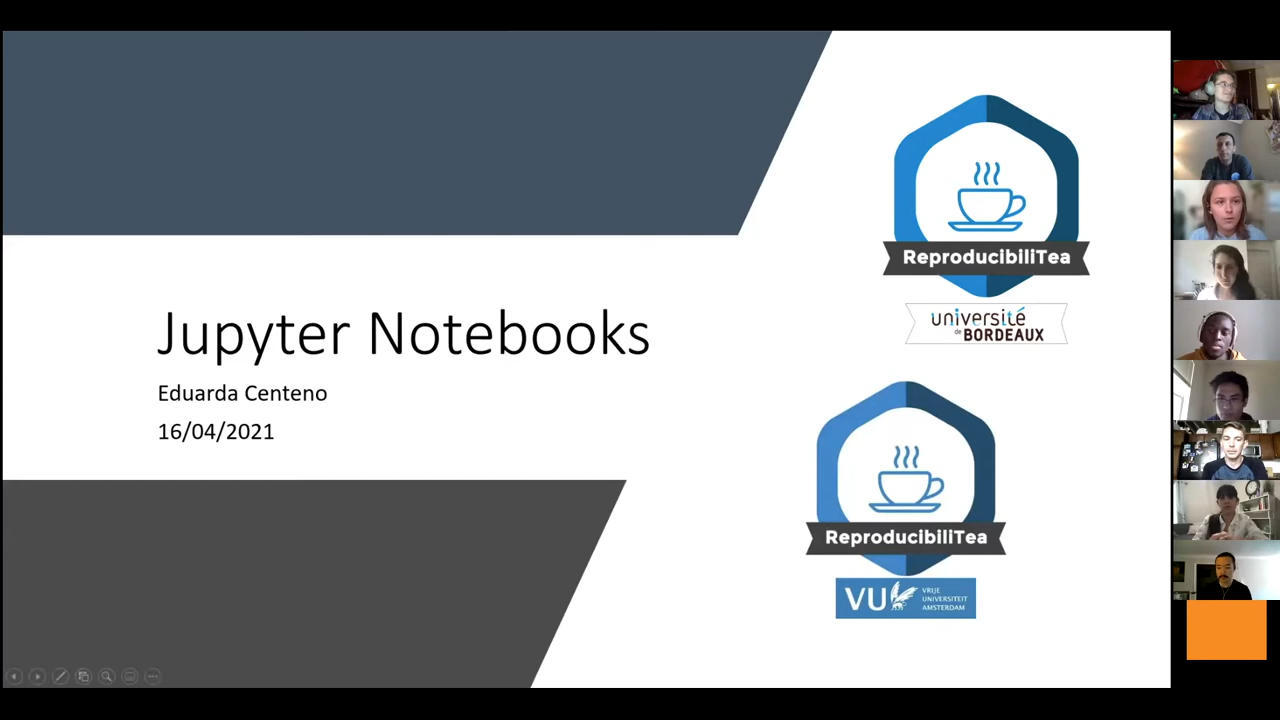 Jupyter Notebooks
Eduarda Centeno
16/04/2021
ReproducibiliTea
université
de BORDEAUX
ReproducibiliTea
VU VRIJE
UNIVERSITEIT
AMSTERDAM